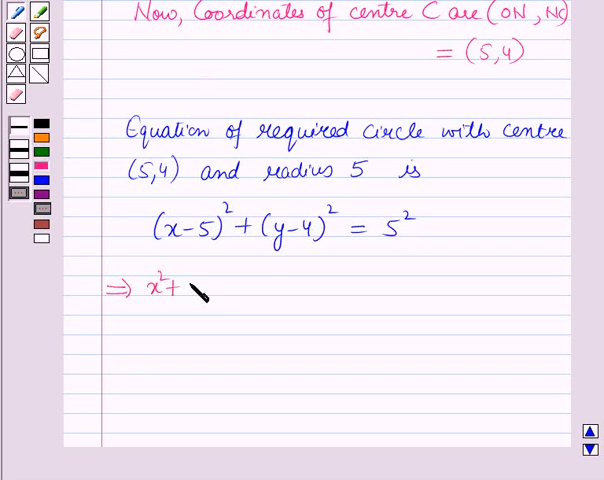 Now, Coordinates of centre C are (ON, NC)
= (5,4)
Equation of required circle with centre
(5,4) and radius 5 is
(x-5)² + (y-4)² = 5²
⇒ x² +